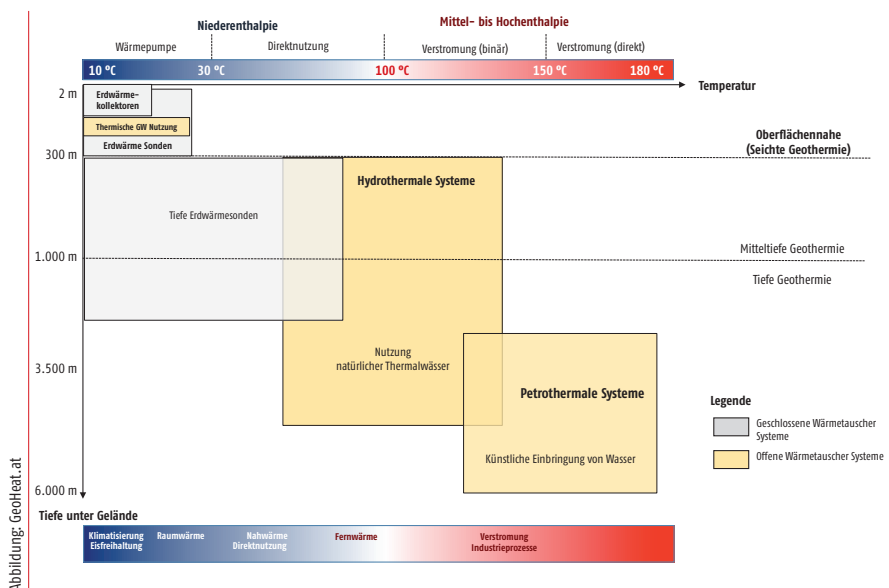 Niederenthalpie
Mittel- bis Hochenthalpie
Wärmepumpe
Direktnutzung
Verstromung (binär)
Verstromung (direkt)
10 °C
30 °C
100 °C
150 °C
180 °C
Temperatur
2 m
Erdwärme-
kollektoren
Thermische GW Nutzung
Erdwärme Sonden
300 m
Oberflächennahe
(Seichte Geothermie)
Hydrothermale Systeme
Tiefe Erdwärmesonden
1.000 m
Mitteltiefe Geothermie
Tiefe Geothermie
Nutzung
natürlicher Thermalwässer
3.500 m
Petrothermale Systeme
Künstliche Einbringung von Wasser
6.000 m
Legende
Geschlossene Wärmetauscher
Systeme
Offene Wärmetauscher Systeme
Tiefe unter Gelände
Klimatisierung
Eisfreihaltung
Raumwärme
Nahwärme
Direktnutzung
Fernwärme
Verstromung
Industrieprozesse
Abbildung: GeoHeat.at